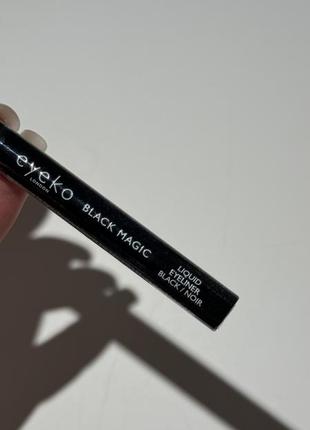 eyeko
LONDON
BLACK MAGIC
LIQUID
EYELINER
BLACK / NOIR